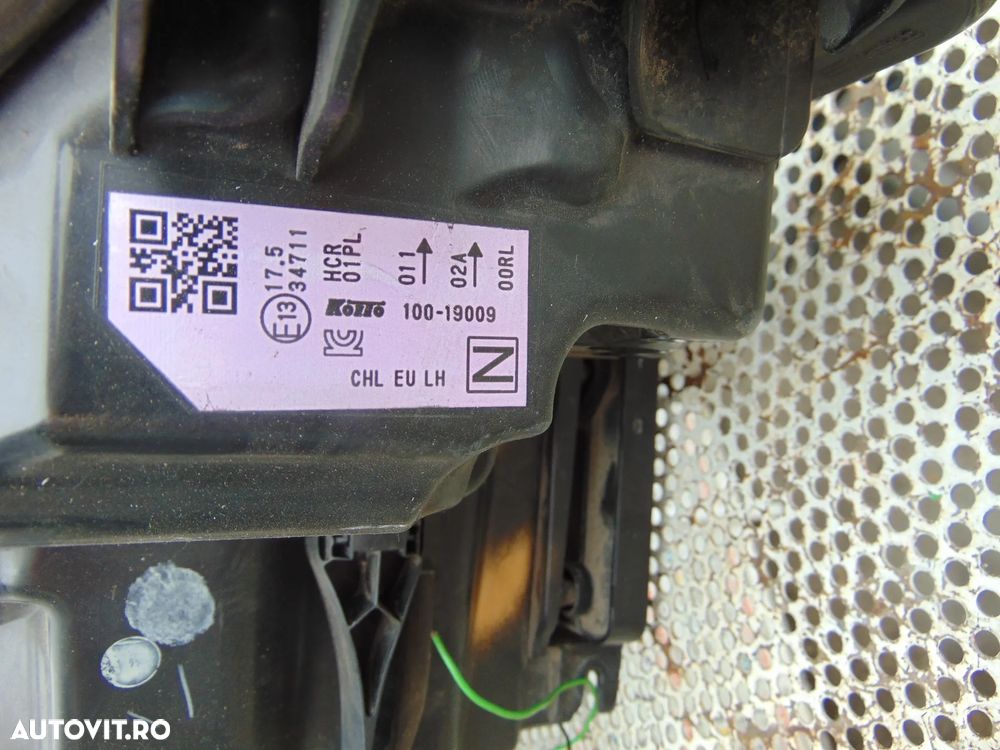 E13
17.5
34711
HCR
01PL
011
02A
00RL
KOITO
100-19009
CHL EU LH
N
AUTOVIT.RO